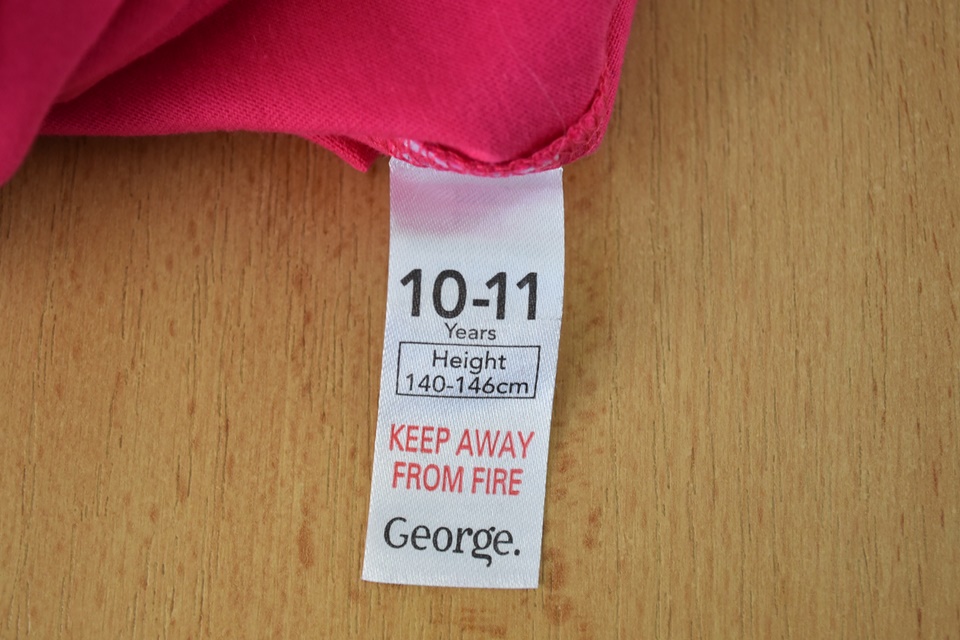 10-11
Years
Height
140-146cm
KEEP AWAY
FROM FIRE
George.